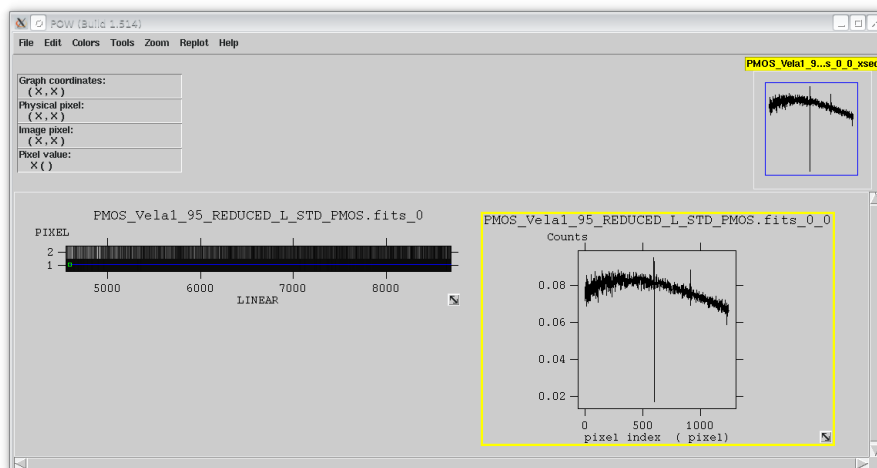 POW (Build 1.514)
File Edit Colors Tools Zoom Replot Help
PMOS_Vela1_9...s_0_0_xsec
Graph coordinates:
(X,X)
Physical pixel:
(X,X)
Image pixel:
(X,X)
Pixel value:
X()
PMOS_Vela1_95_REDUCED_L_STD_PMOS.fits_0
PIXEL
2
1
5000 6000 7000 8000
LINEAR
PMOS_Vela1_95_REDUCED_L_STD_PMOS.fits_0_0
Counts
0.08
0.06
0.04
0.02
0 500 1000
pixel index ( pixel)